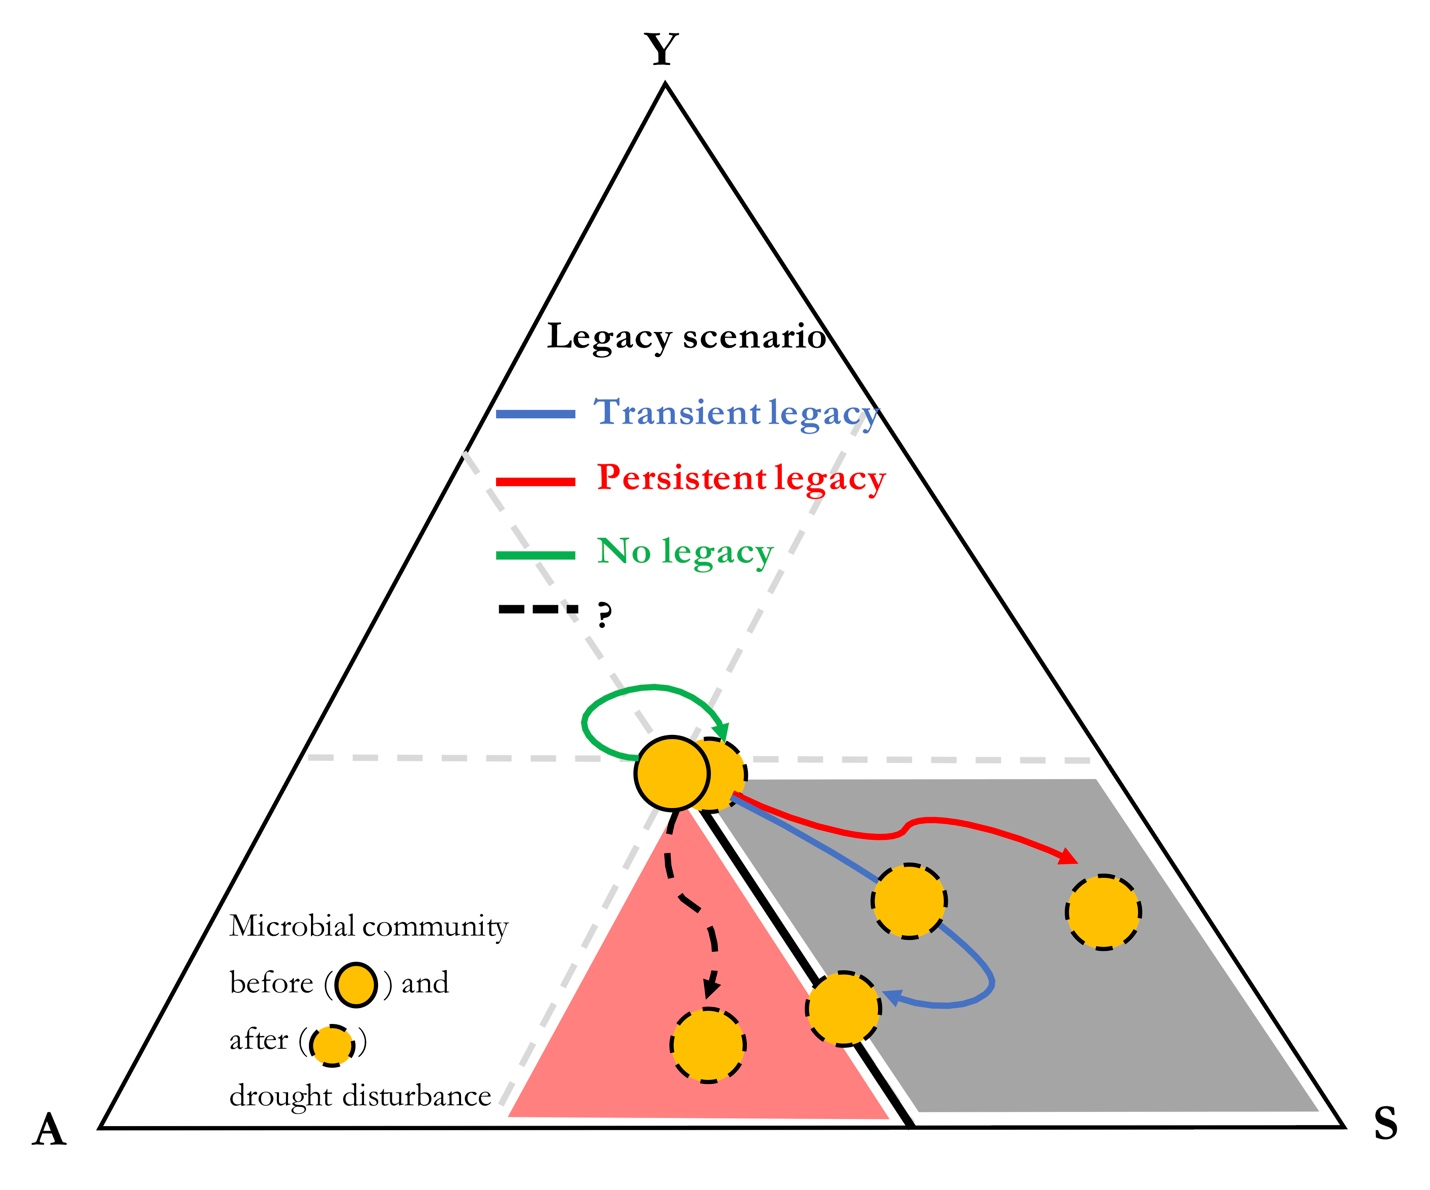 Y
Legacy scenario
Transient legacy
Persistent legacy
No legacy
?
Microbial community
before ( ) and
after ( )
drought disturbance
A
S